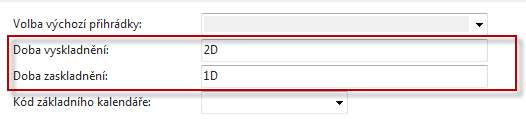 Volba výchozí přihrádky:
Doba vyskladnění: 2D
Doba zaskladnění: 1D
Kód základního kalendáře: